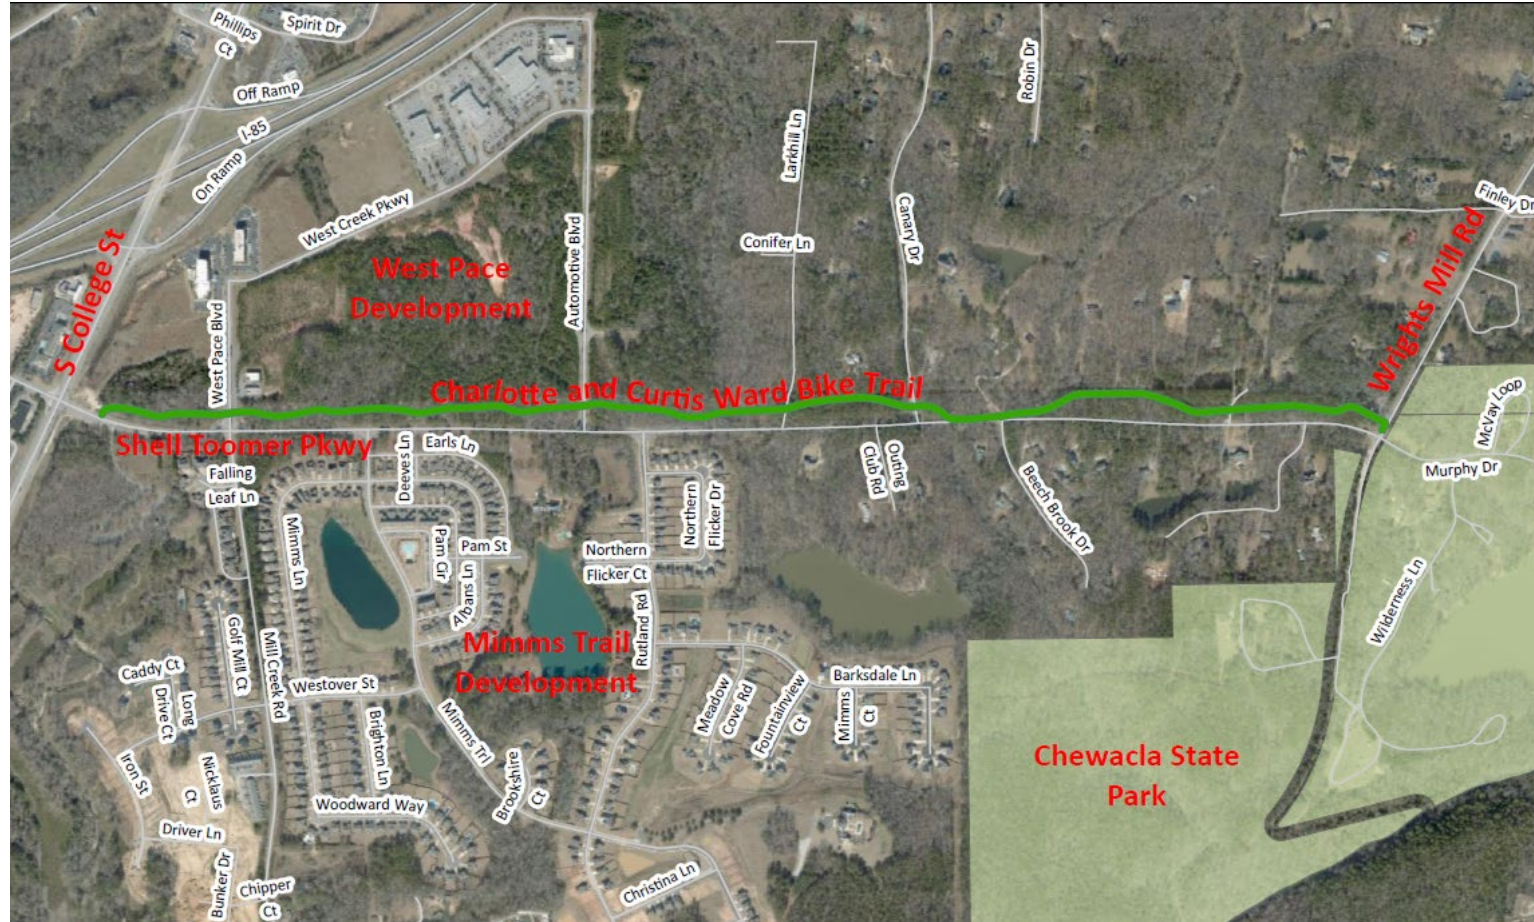 Phillips
Ct
Spirit Dr
Off Ramp
I-85
On Ramp
West Creek Pkwy
S College St
West Pace
Development
West Pace Blvd
Automotive Blvd
Larkhill Ln
Conifer Ln
Canary Dr
Robin Dr
Finley Dr
Wrights Mill Rd
Charlotte and Curtis Ward Bike Trail
Shell Toomer Pkwy
McVay Loop
Murphy Dr
Falling
Leaf Ln
Deeves Ln
Earls Ln
Mimms Ln
Pam Cir
Pam St
Albans Ln
Northern
Flicker Dr
Northern
Flicker Ct
Outing
Club Rd
Beech Brook Dr
Wilderness Ln
Golf Mill Ct
Mill Creek Rd
Mimms Trail
Development
Rutland Rd
Caddy Ct
Long
Drive Ct
Westover St
Brighton Ln
Mimms Trl
Meadow
Cove Rd
Fountainview
Ct
Barksdale Ln
Mimms
Ct
Chewacla State
Park
Iron St
Nicklaus
Ct
Woodward Way
Brookshire
Ct
Driver Ln
Bunker Dr
Chipper
Ct
Christina Ln